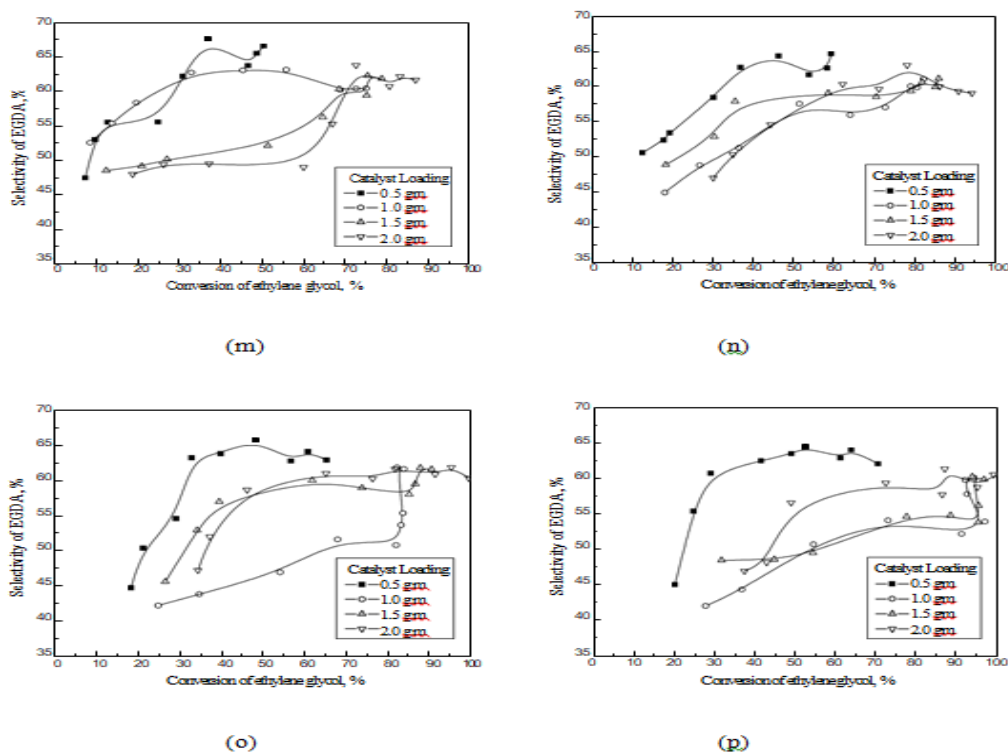 70
65
60
55
50
45
40
35
Selectivity of EGDA, %
Catalyst Loading
0.5 gm
1.0 gm
1.5 gm
2.0 gm
0 10 20 30 40 50 60 70 80 90 100
Conversion of ethylene glycol, %
(m)
70
65
60
55
50
45
40
35
Selectivity of EGDA, %
Catalyst Loading
0.5 gm
1.0 gm
1.5 gm
2.0 gm
0 10 20 30 40 50 60 70 80 90 100
Conversion of ethylene glycol, %
(n)
70
65
60
55
50
45
40
35
Selectivity of EGDA, %
Catalyst Loading
0.5 gm
1.0 gm
1.5 gm
2.0 gm
0 10 20 30 40 50 60 70 80 90 100
Conversion of ethylene glycol, %
(o)
70
65
60
55
50
45
40
35
Selectivity of EGDA, %
Catalyst Loading
0.5 gm
1.0 gm
1.5 gm
2.0 gm
0 10 20 30 40 50 60 70 80 90 100
Conversion of ethylene glycol, %
(p)